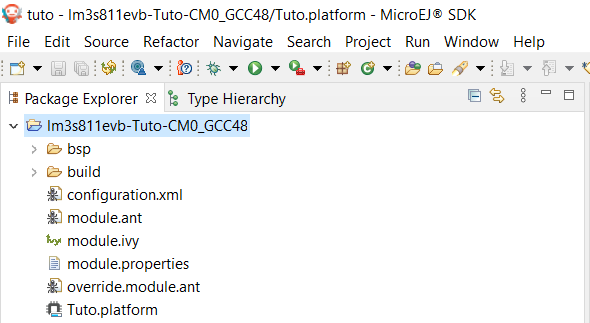 tuto - lm3s811evb-Tuto-CM0_GCC48/Tuto.platform - MicroEJ® SDK
File Edit Source Refactor Navigate Search Project Run Window Help
Package Explorer Type Hierarchy
lm3s811evb-Tuto-CM0_GCC48
bsp
build
configuration.xml
module.ant
module.ivy
module.properties
override.module.ant
Tuto.platform